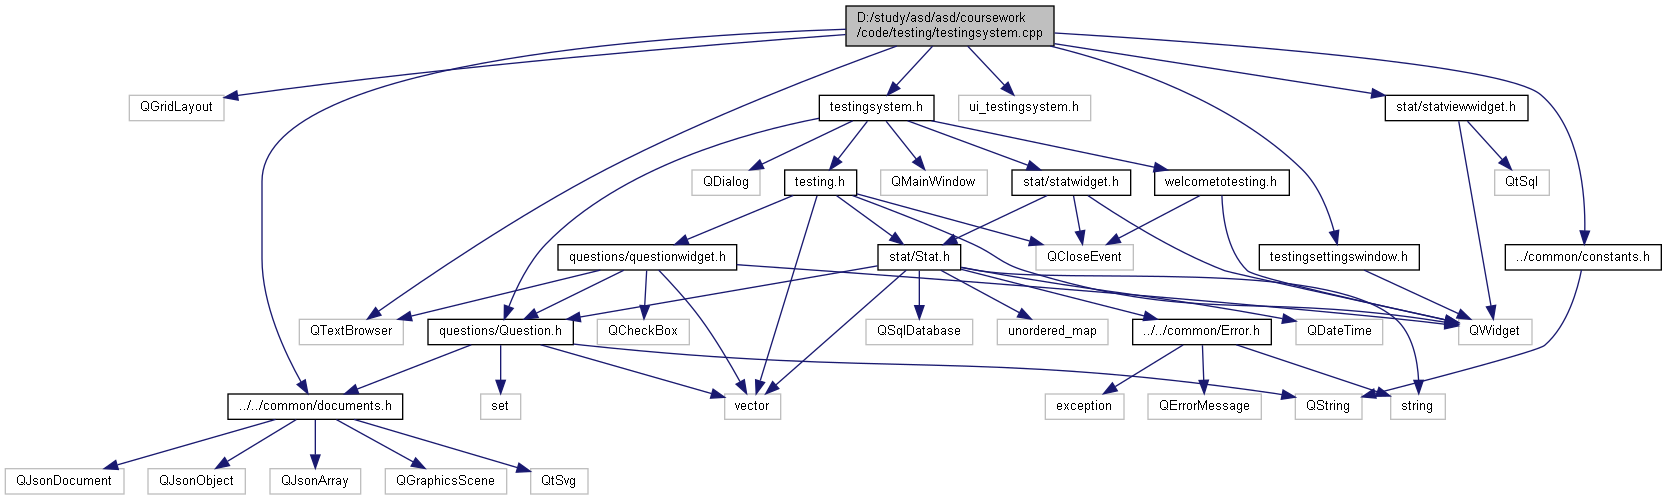 D:/study/asd/asd/coursework
/code/testing/testingsystem.cpp
QGridLayout
testingsystem.h
ui_testingsystem.h
stat/statviewwidget.h
QDialog
testing.h
QMainWindow
stat/statwidget.h
welcometotesting.h
QtSql
questions/questionwidget.h
stat/Stat.h
QCloseEvent
testingsettingswindow.h
../common/constants.h
QTextBrowser
questions/Question.h
QCheckBox
QSqlDatabase
unordered_map
../../common/Error.h
QDateTime
QWidget
../../common/documents.h
set
vector
exception
QErrorMessage
QString
string
QJsonDocument
QJsonObject
QJsonArray
QGraphicsScene
QtSvg